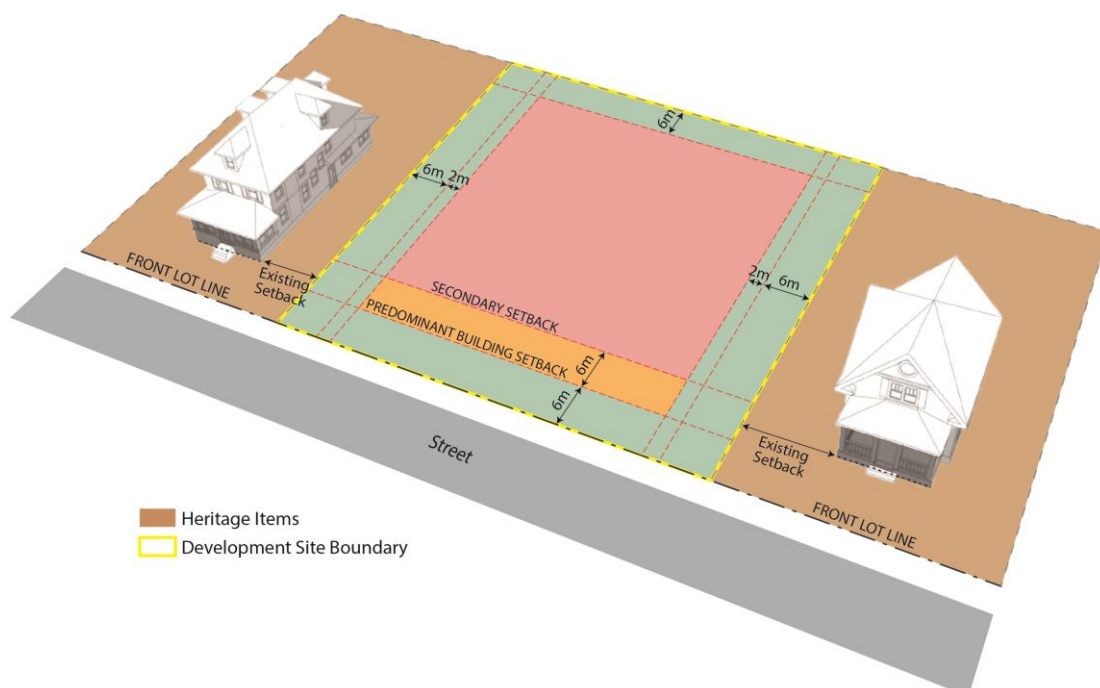 6m
6m
2m
FRONT LOT LINE
Existing
Setback
SECONDARY SETBACK
PREDOMINANT BUILDING SETBACK
2m
6m
6m
6m
Street
Existing
Setback
FRONT LOT LINE
Heritage Items
Development Site Boundary